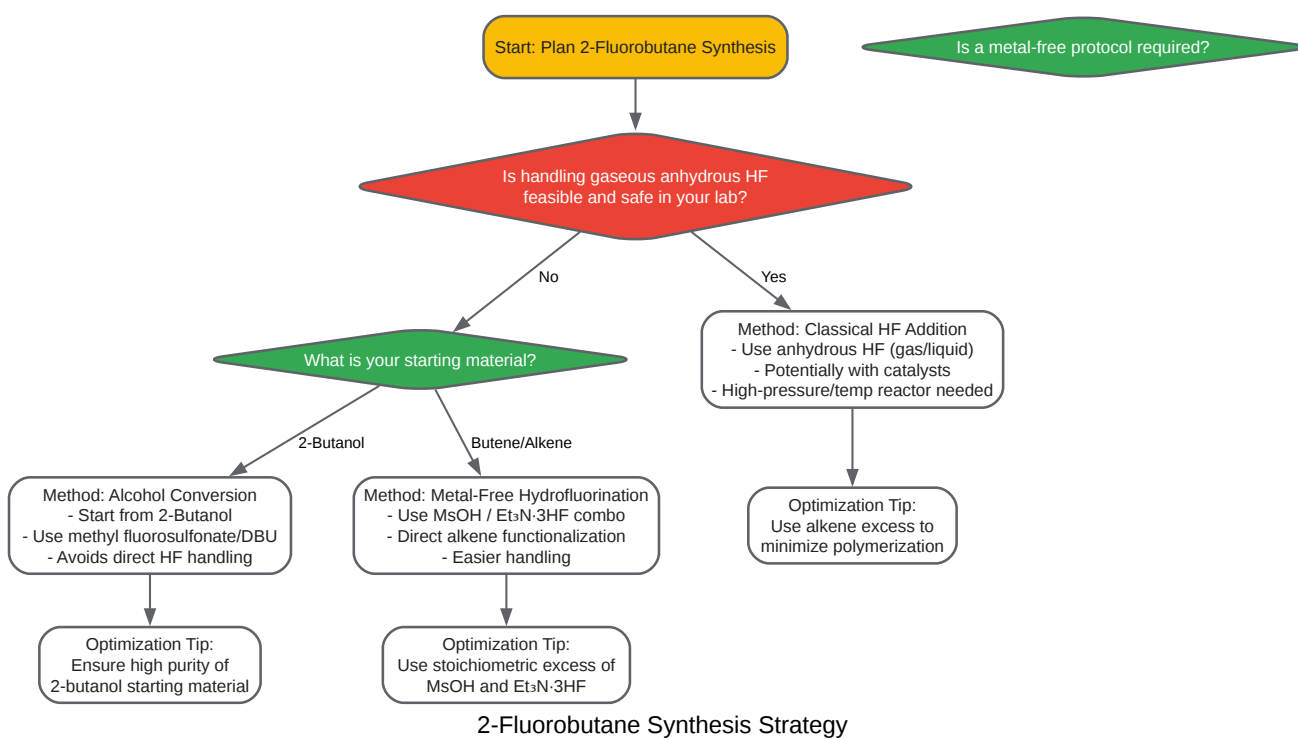 Start: Plan 2-Fluorobutane Synthesis
Is a metal-free protocol required?
Is handling gaseous anhydrous HF
feasible and safe in your lab?
No
Yes
What is your starting material?
Method: Classical HF Addition
- Use anhydrous HF (gas/liquid)
- Potentially with catalysts
- High-pressure/temp reactor needed
2-Butanol
Butene/Alkene
Method: Alcohol Conversion
- Start from 2-Butanol
- Use methyl fluorosulfonate/DBU
- Avoids direct HF handling
Method: Metal-Free Hydrofluorination
- Use MsOH / Et₃N·3HF combo
- Direct alkene functionalization
- Easier handling
Optimization Tip:
Use alkene excess to
minimize polymerization
Optimization Tip:
Ensure high purity of
2-butanol starting material
Optimization Tip:
Use stoichiometric excess of
MsOH and Et₃N·3HF
2-Fluorobutane Synthesis Strategy